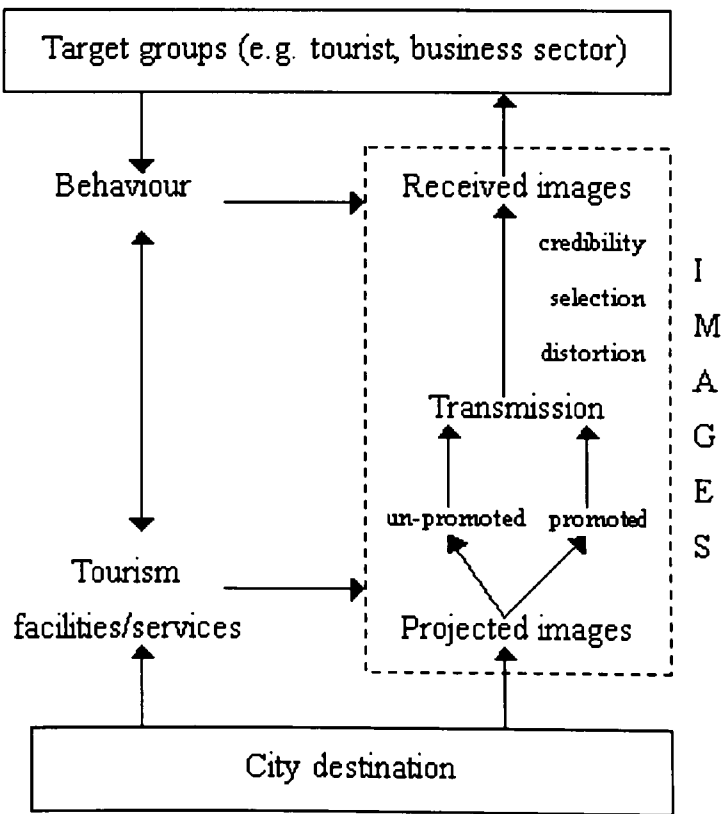 Target groups (e.g. tourist, business sector)
Behaviour
Received images
credibility
selection
distortion
Transmission
un-promoted promoted
Tourism
facilities/services
Projected images
City destination
I
M
A
G
E
S